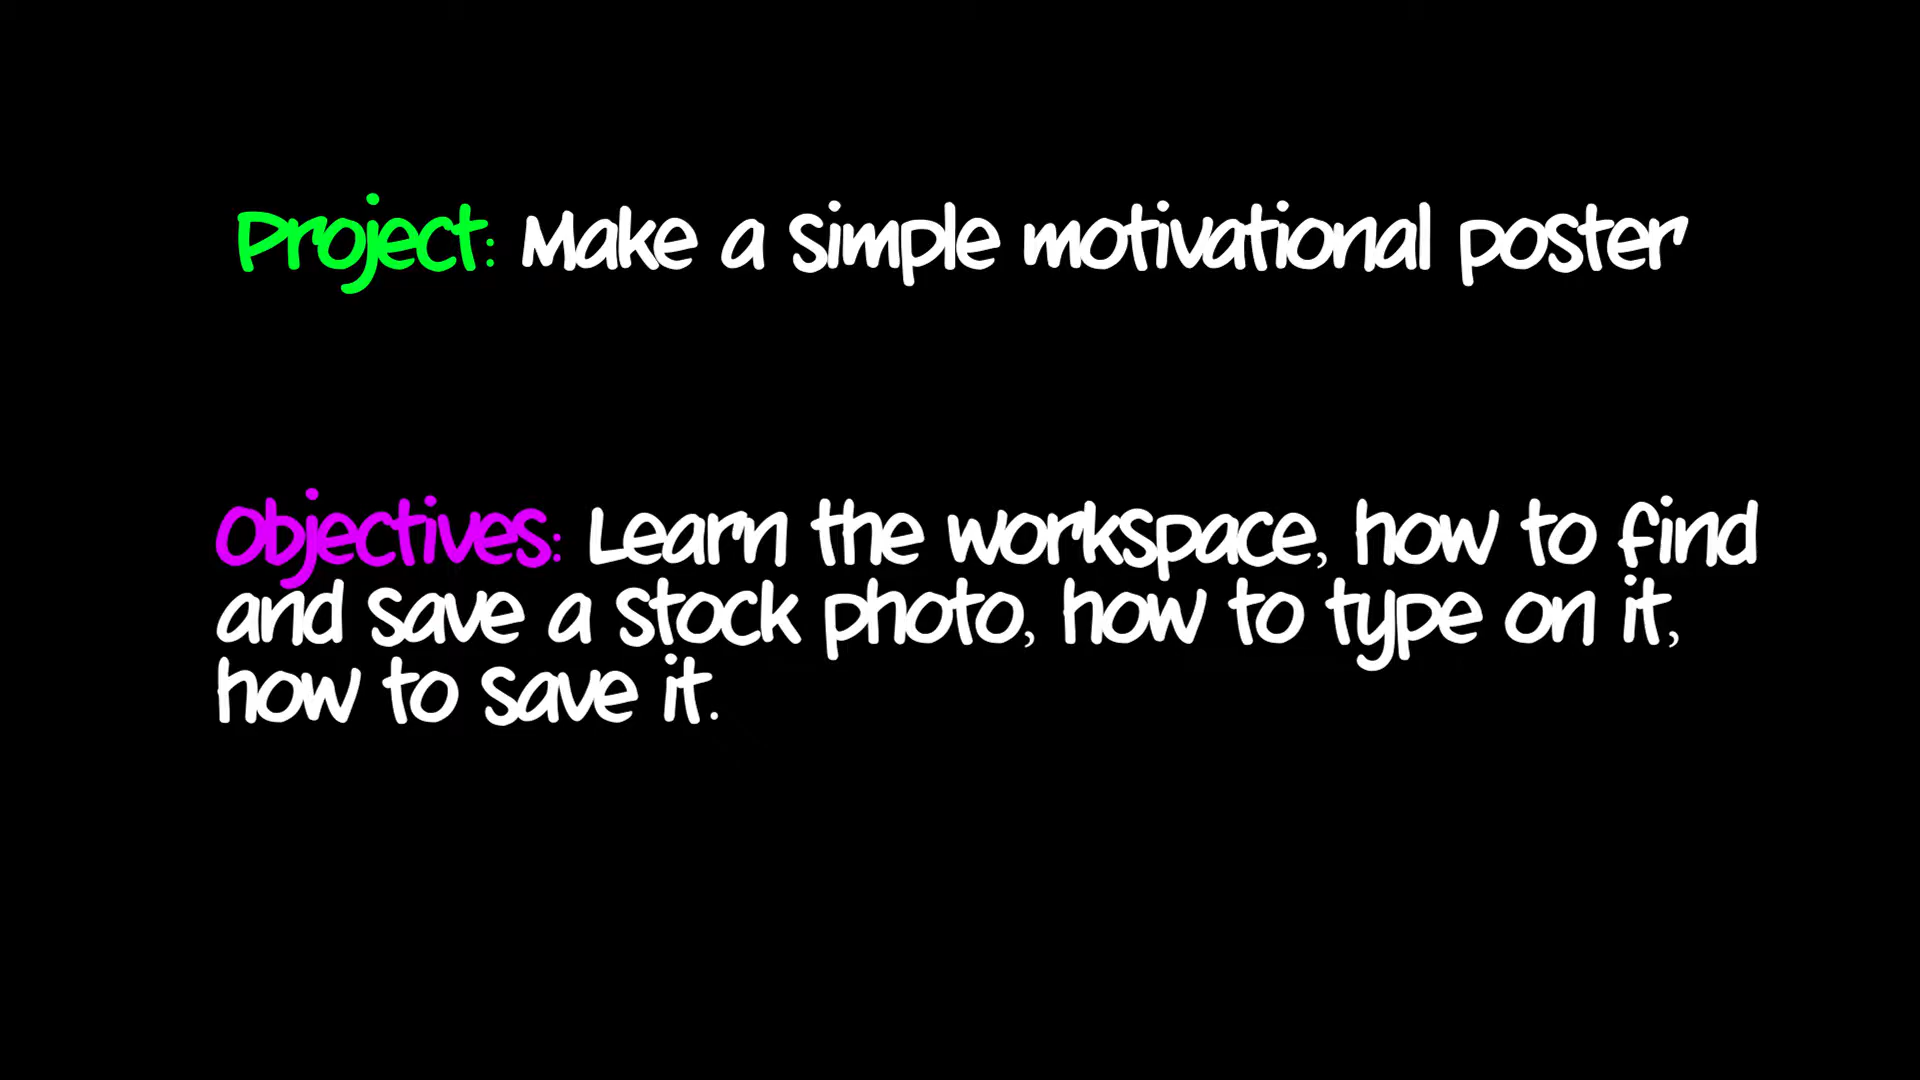 Project: Make a simple motivational poster
Objectives: Learn the workspace, how to find
and save a stock photo, how to type on it,
how to save it.